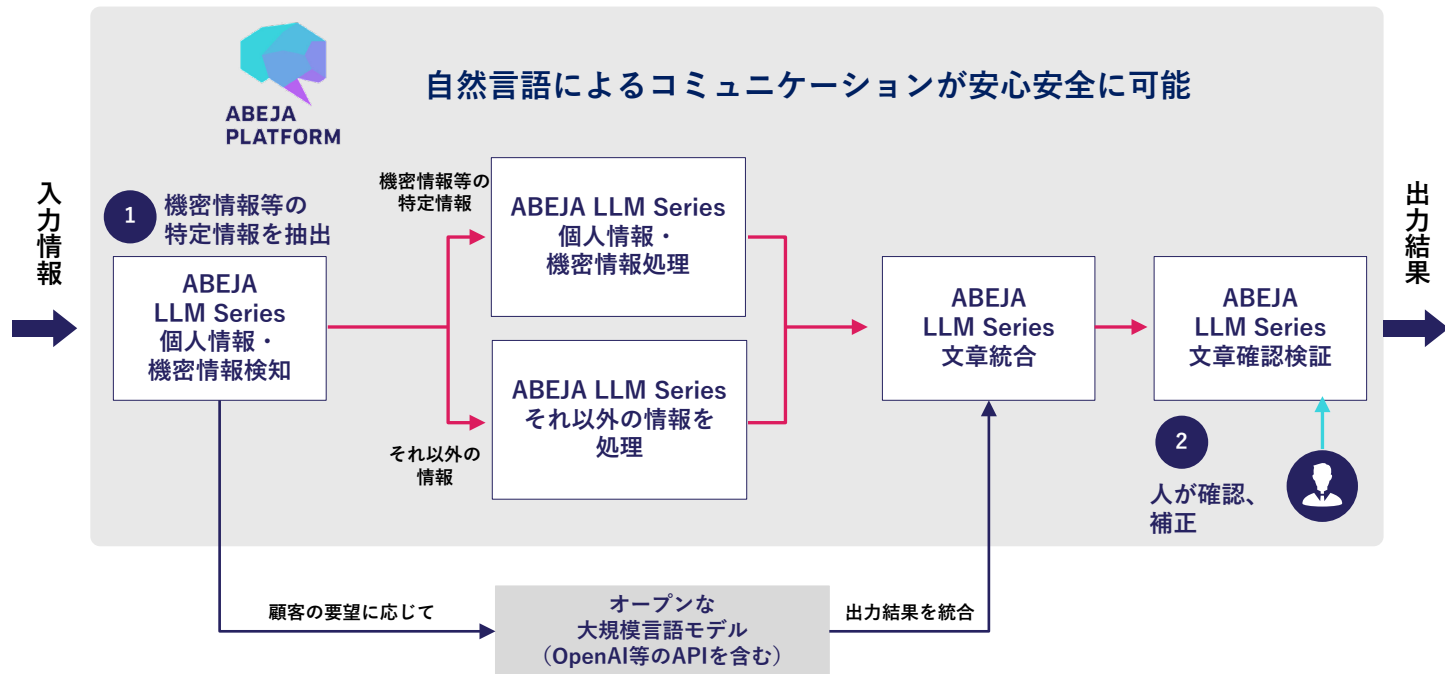 ABEJA
PLATFORM
自然言語によるコミュニケーションが安心安全に可能
入力情報
1
機密情報等の
特定情報を抽出
ABEJA
LLM Series
個人情報・
機密情報検知
機密情報等の
特定情報
ABEJA LLM Series
個人情報・
機密情報処理
ABEJA LLM Series
それ以外の情報を
処理
それ以外の
情報
ABEJA
LLM Series
文章統合
ABEJA
LLM Series
文章確認検証
2
人が確認、
補正
出力結果
顧客の要望に応じて
オープンな
大規模言語モデル
（OpenAI等のAPIを含む）
出力結果を統合